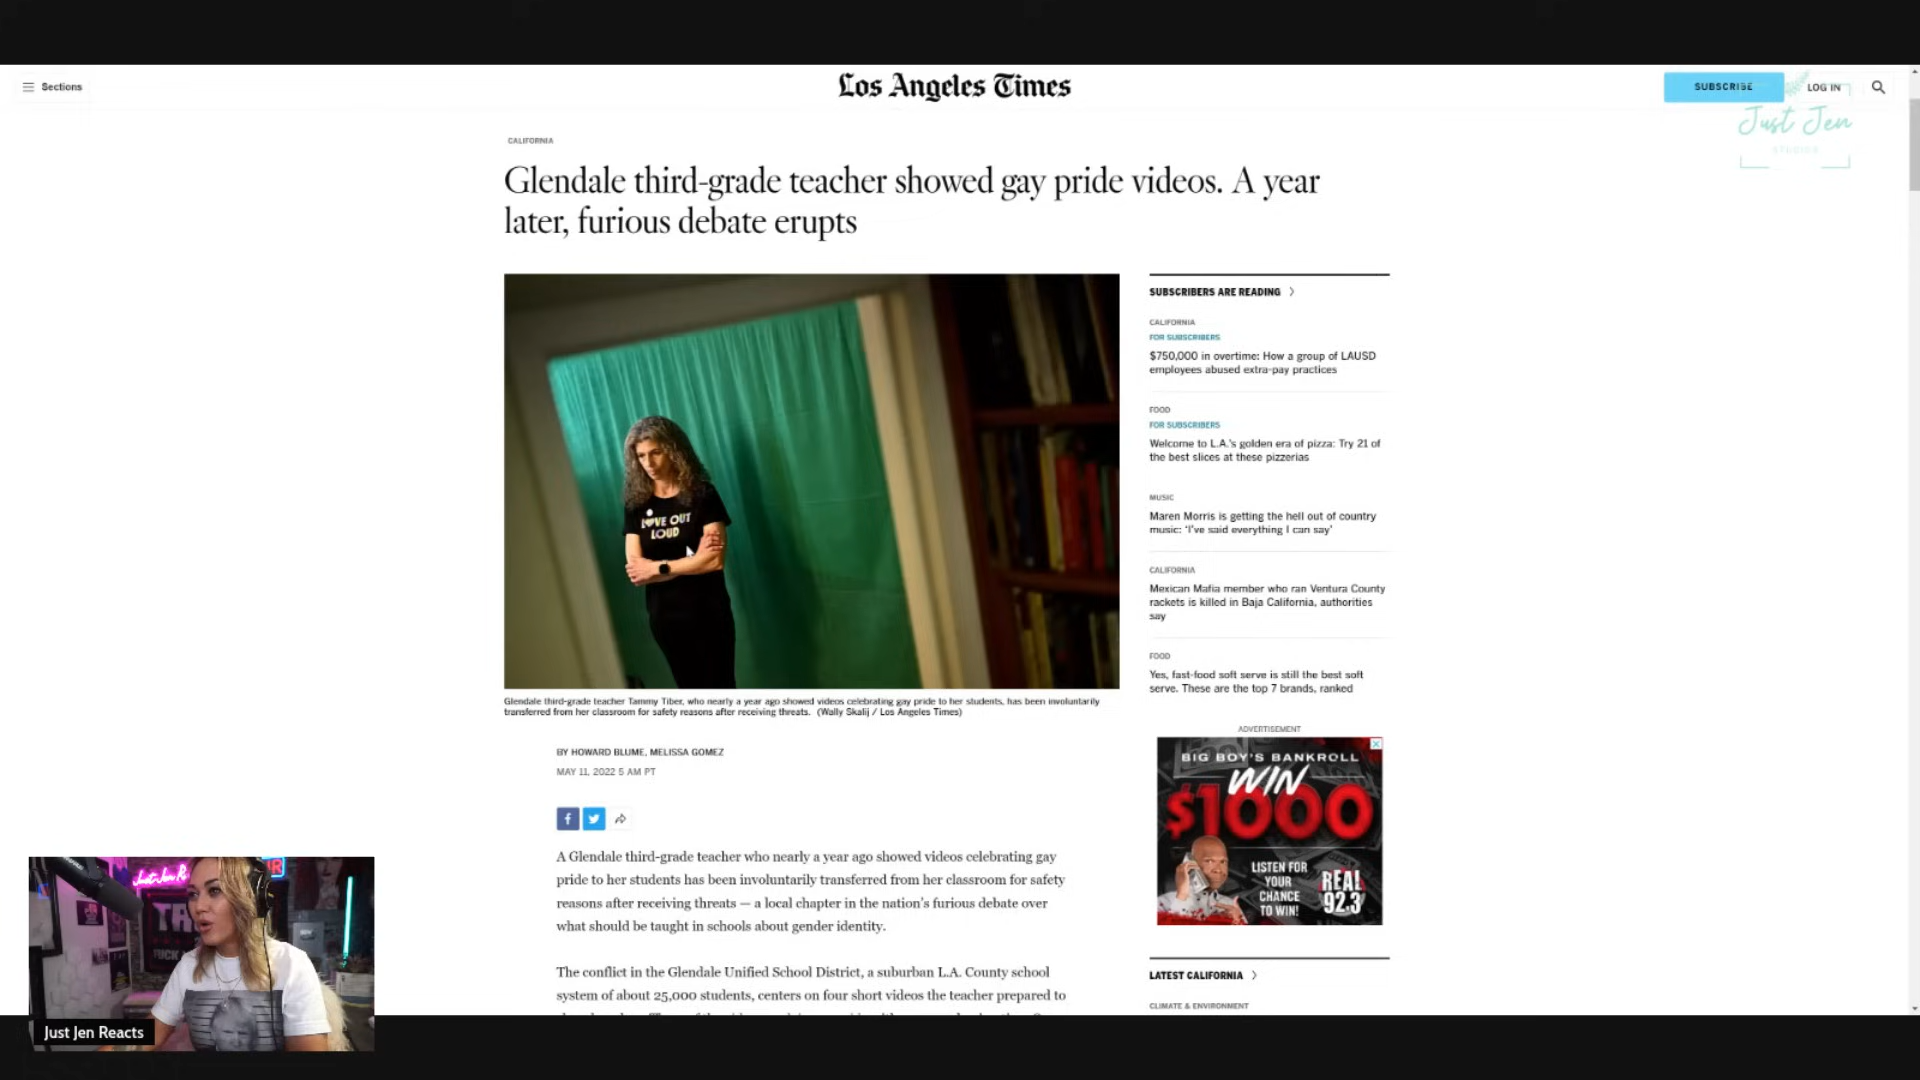 Sections
Los Angeles Times
SUBSCRIBE
LOG IN
Just Jen
STUDIOS
CALIFORNIA
Glendale third-grade teacher showed gay pride videos. A year
later, furious debate erupts
LOVE OUT
LOUD
Glendale third-grade teacher Tammy Tiber, who nearly a year ago showed videos celebrating gay pride to her students, has been involuntarily
transferred from her classroom for safety reasons after receiving threats. (Wally Skalij / Los Angeles Times)
BY HOWARD BLUME, MELISSA GOMEZ
MAY 11, 2022 5 AM PT
A Glendale third-grade teacher who nearly a year ago showed videos celebrating gay
pride to her students has been involuntarily transferred from her classroom for safety
reasons after receiving threats — a local chapter in the nation's furious debate over
what should be taught in schools about gender identity.
The conflict in the Glendale Unified School District, a suburban L.A. County school
system of about 25,000 students, centers on four short videos the teacher prepared to
SUBSCRIBERS ARE READING
CALIFORNIA
FOR SUBSCRIBERS
$750,000 in overtime: How a group of LAUSD
employees abused extra-pay practices
FOOD
FOR SUBSCRIBERS
Welcome to L.A.'s golden era of pizza: Try 21 of
the best slices at these pizzerias
MUSIC
Maren Morris is getting the hell out of country
music: 'I've said everything I can say'
CALIFORNIA
Mexican Mafia member who ran Ventura County
rackets is killed in Baja California, authorities
say
FOOD
Yes, fast-food soft serve is still the best soft
serve. These are the top 7 brands, ranked
ADVERTISEMENT
BIG BOY'S BANKROLL
WIN
$1000
LISTEN FOR
YOUR
CHANCE
TO WIN!
REAL
92.3
LATEST CALIFORNIA
CLIMATE & ENVIRONMENT
Just Jen R
Just Jen Reacts